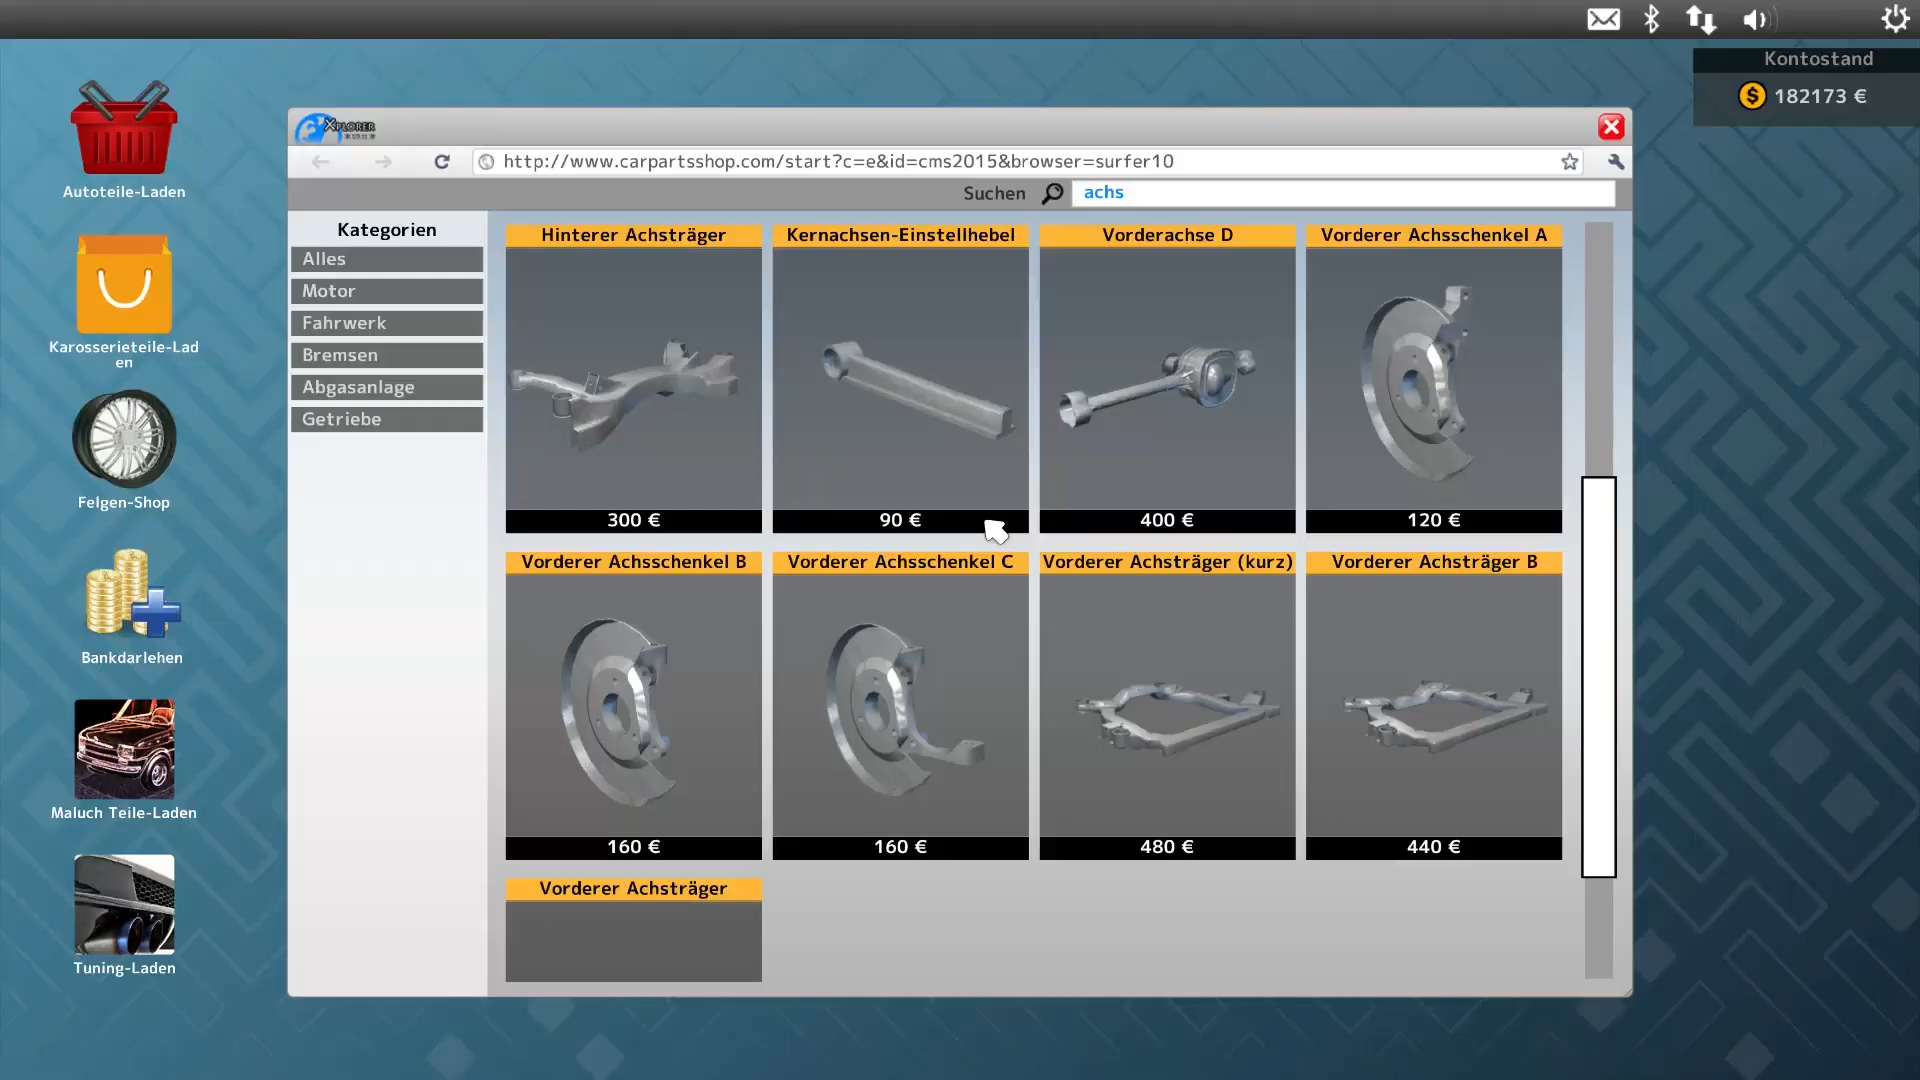 Kontostand
182173 €
Autoteile-Laden
Karosserieteile-Lad
en
Felgen-Shop
Bankdarlehen
Maluch Teile-Laden
Tuning-Laden
XPLORER
http://www.carpartsshop.com/start?c=e&id=cms2015&browser=surfer10
Suchen achs
Kategorien
Alles
Motor
Fahrwerk
Bremsen
Abgasanlage
Getriebe
Hinterer Achsträger
300 €
Kernachsen-Einstellhebel
90 €
Vorderachse D
400 €
Vorderer Achsschenkel A
120 €
Vorderer Achsschenkel B
160 €
Vorderer Achsschenkel C
160 €
Vorderer Achsträger (kurz)
480 €
Vorderer Achsträger B
440 €
Vorderer Achsträger